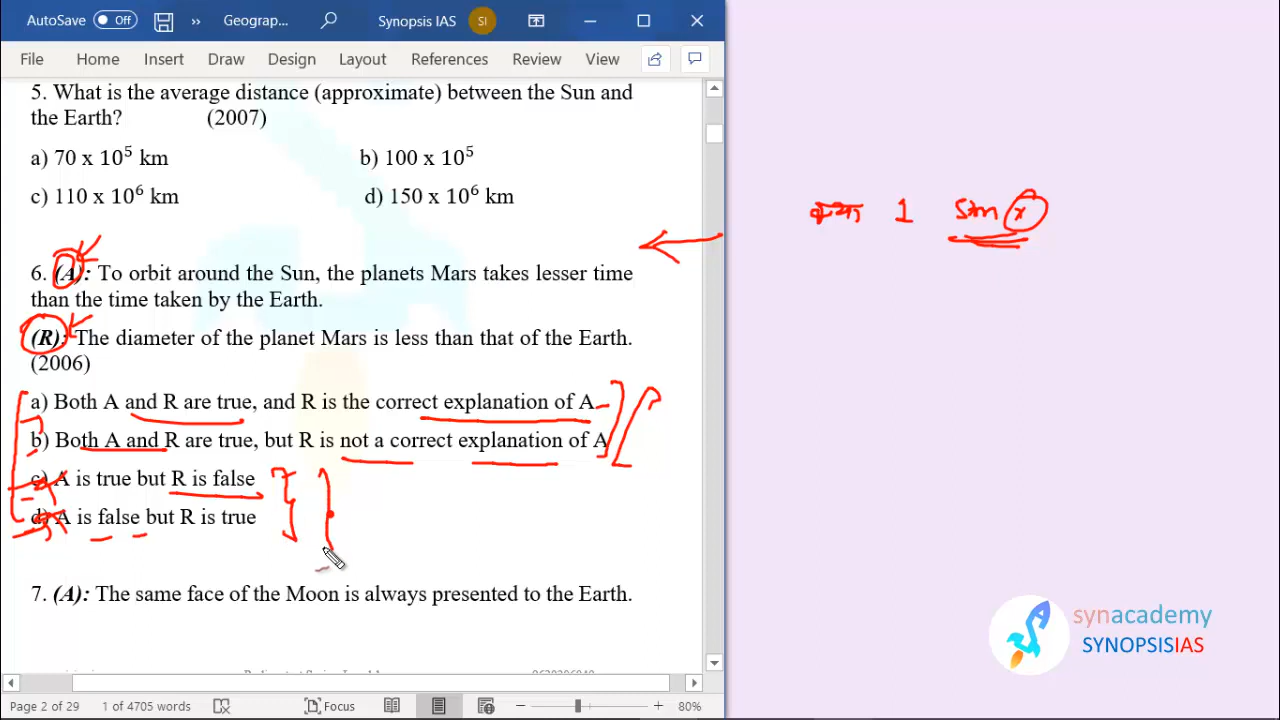 AutoSave Off Geograp... Synopsis IAS SI
File Home Insert Draw Design Layout References Review View
5. What is the average distance (approximate) between the Sun and
the Earth? (2007)
a) 70 x 10⁵ km b) 100 x 10⁵
c) 110 x 10⁶ km d) 150 x 10⁶ km
6. (A): To orbit around the Sun, the planets Mars takes lesser time
than the time taken by the Earth.
(R): The diameter of the planet Mars is less than that of the Earth.
(2006)
a) Both A and R are true, and R is the correct explanation of A
b) Both A and R are true, but R is not a correct explanation of A
c) A is true but R is false
d) A is false but R is true
7. (A): The same face of the Moon is always presented to the Earth.
1 Sin x
synacademy
SYNOPSISIAS
Page 2 of 29 1 of 4705 words Focus 80%